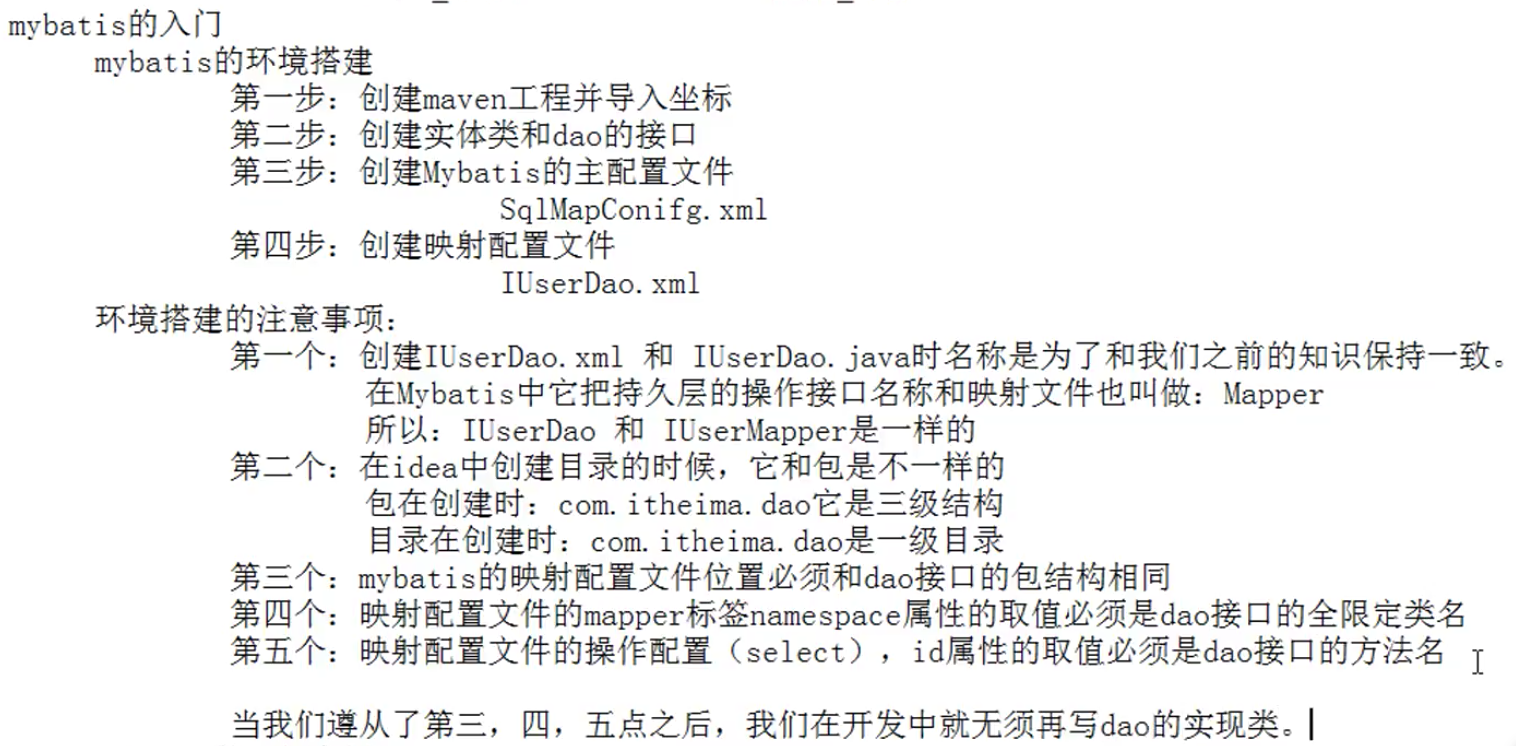 mybatis的入门
mybatis的环境搭建
第一步：创建maven工程并导入坐标
第二步：创建实体类和dao的接口
第三步：创建Mybatis的主配置文件
SqlMapConifg.xml
第四步：创建映射配置文件
IUserDao.xml
环境搭建的注意事项：
第一个：创建IUserDao.xml 和 IUserDao.java时名称是为了和我们之前的知识保持一致。
在Mybatis中它把持久层的操作接口名称和映射文件也叫做：Mapper
所以：IUserDao 和 IUserMapper是一样的
第二个：在idea中创建目录的时候，它和包是不一样的
包在创建时：com.itheima.dao它是三级结构
目录在创建时：com.itheima.dao是一级目录
第三个：mybatis的映射配置文件位置必须和dao接口的包结构相同
第四个：映射配置文件的mapper标签namespace属性的取值必须是dao接口的全限定类名
第五个：映射配置文件的操作配置（select），id属性的取值必须是dao接口的方法名
当我们遵从了第三，四，五点之后，我们在开发中就无须再写dao的实现类。